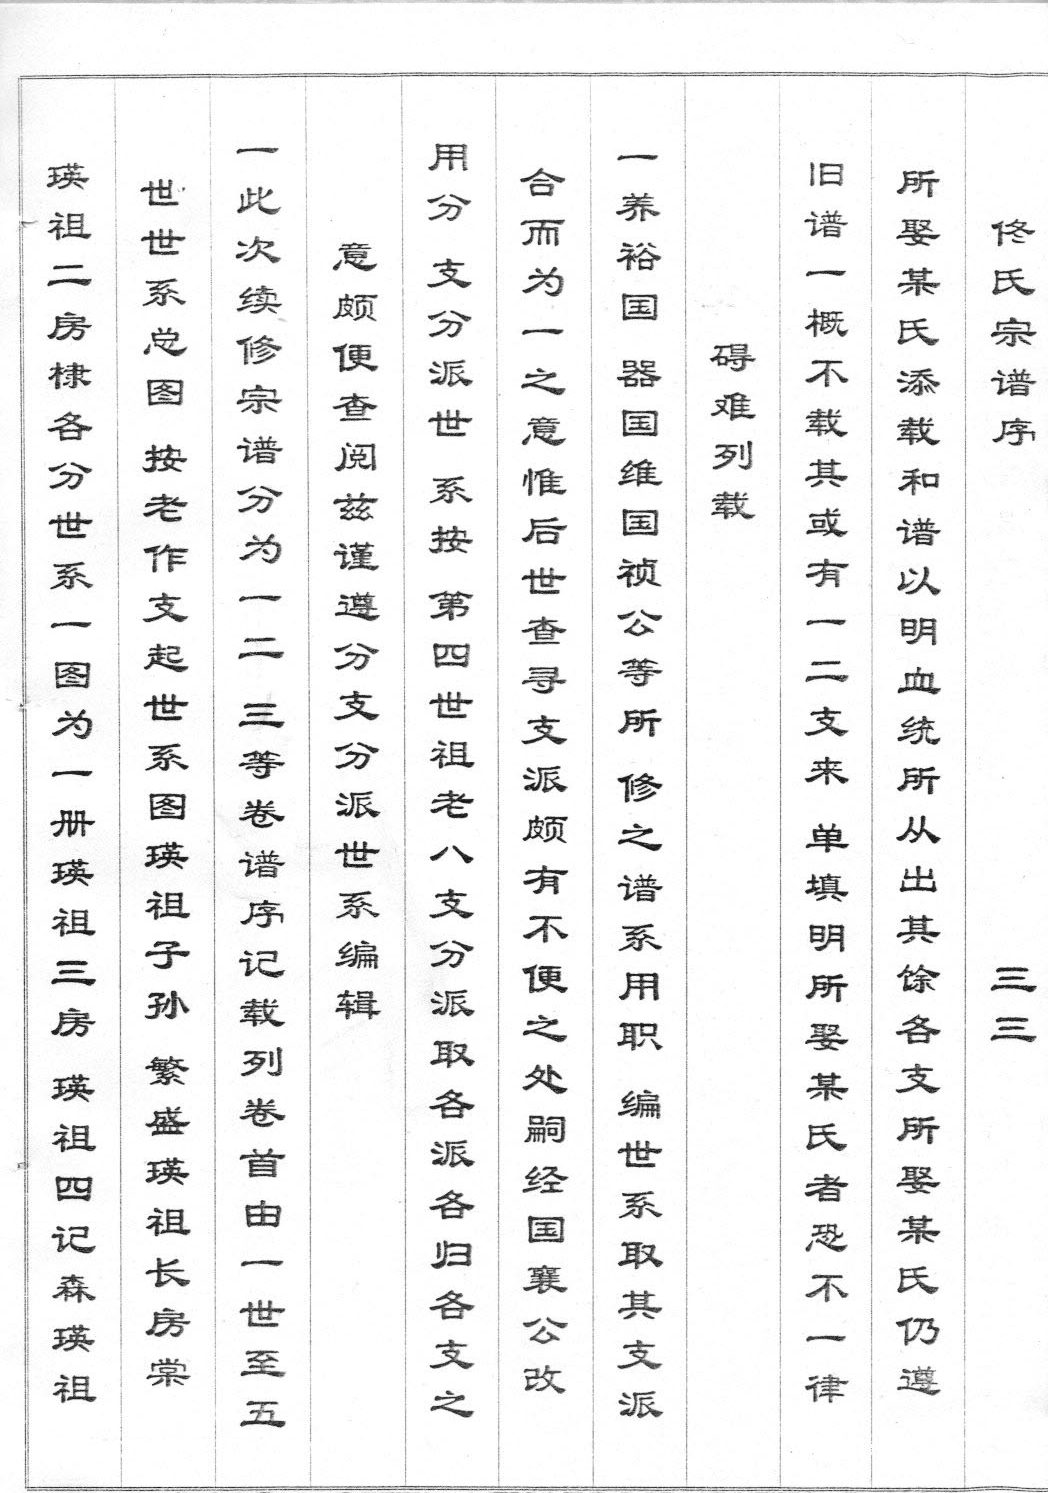 佟氏宗谱序 三三
所娶某氏添载和谱以明血统所从出其馀各支所娶某氏仍遵
旧谱一概不载其或有一二支来 单填明所娶某氏者恐不一律
碍难列载
一养裕国 器国维国祯公等所 修之谱系用职 编世系取其支派
合而为一之意惟后世查寻支派颇有不便之处嗣经国襄公改
用分 支分派世 系按 第四世祖老八支分派取各派各归各支之
意颇便查阅兹谨遵分支分派世系编辑
一此次续修宗谱分为一二 三等卷谱序记载列卷首由一世至五
世世系总图 按老作支起世系图瑛祖子孙 繁盛瑛祖长房棠
瑛祖二房棣各分世系一图为一册瑛祖三房 瑛祖四记森瑛祖